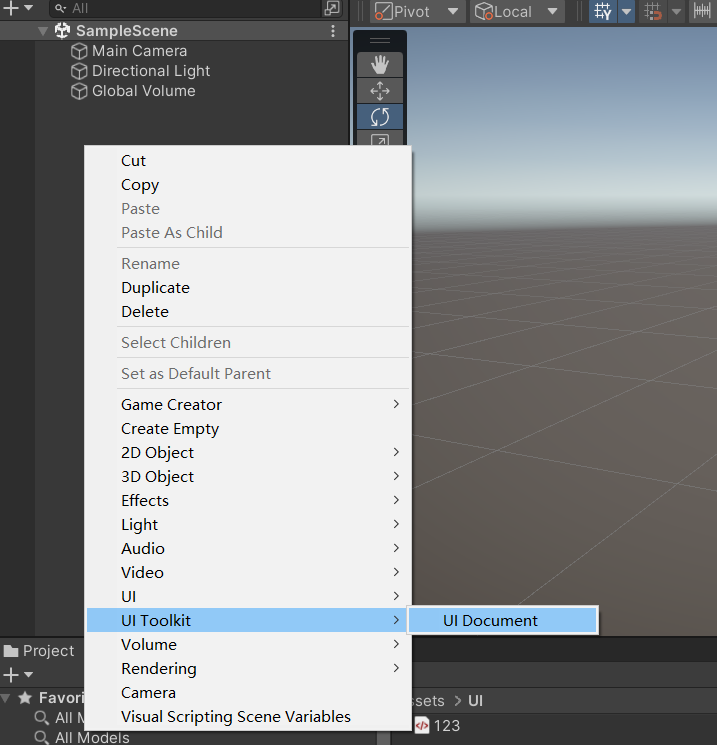 All
Pivot
Local
SampleScene
Main Camera
Directional Light
Global Volume
Cut
Copy
Paste
Paste As Child
Rename
Duplicate
Delete
Select Children
Set as Default Parent
Game Creator
Create Empty
2D Object
3D Object
Effects
Light
Audio
Video
UI
UI Toolkit
UI Document
Volume
Rendering
Camera
Visual Scripting Scene Variables
Project
Favori
All M
All Models
ssets > UI
123